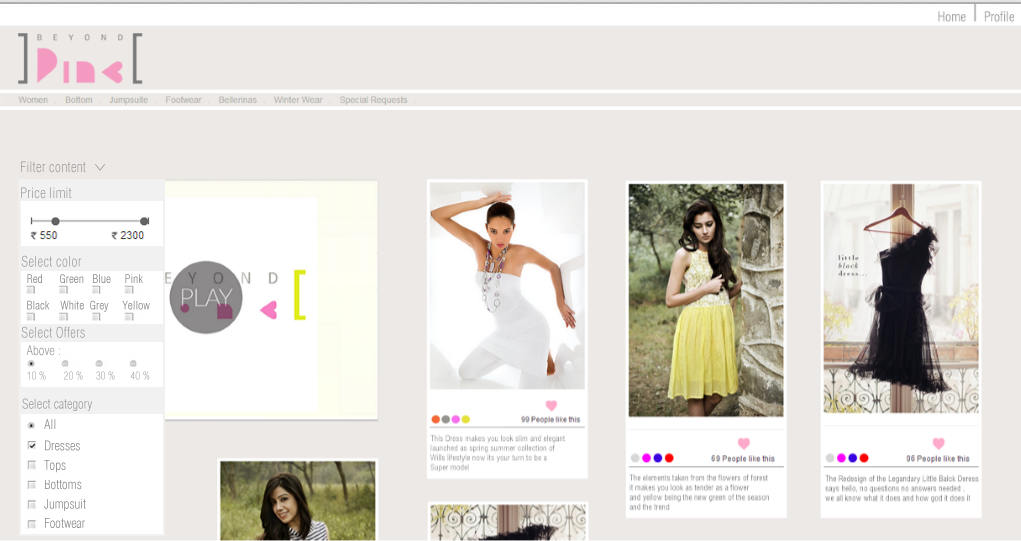 Home | Profile
BEYOND
PINK
Women . Bottom . Jumpsuite . Footwear . Bellerinas . Winter Wear . Special Requests .
Filter content
Price limit
₹ 550 ₹ 2300
Select color
Red Green Blue Pink
Black White Grey Yellow
Select Offers
Above :
10 % 20 % 30 % 40 %
Select category
All
Dresses
Tops
Bottoms
Jumpsuit
Footwear
EYOND
PLAY
99 People like this
This Dress makes you look slim and elegant
launched as spring summer collection of
Wills lifestyle now its your turn to be a
Super model
69 People like this
The elements taken from the flowers of forest
it makes you look as tender as a flower
and yellow being the new green of the season
and the trend
little
black
dress...
96 People like this
The Redesign of the Legandary Little Balck Deress
says hello, no questions no answers needed .
we all know what it does and how god it does it